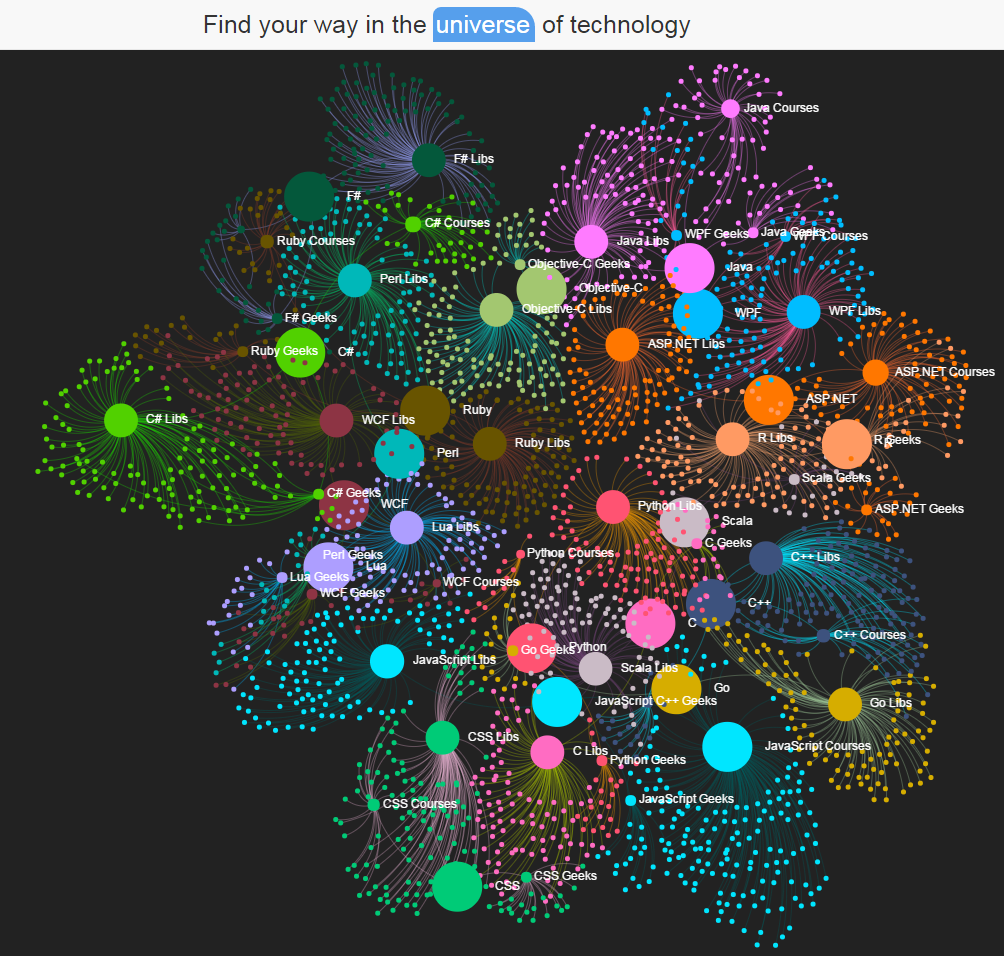 Find your way in the universe of technology
Java Courses
F# Libs
F#
C# Courses
Java Geeks
WPF Geeks
WPF Courses
Ruby Courses
Java Libs
Objective-C Geeks
Java
Perl Libs
Objective-C
Objective-C Libs
WPF
WPF Libs
F# Geeks
ASP.NET Libs
Ruby Geeks
C#
ASP.NET Courses
ASP.NET
Ruby
C# Libs
WCF Libs
R Libs
R Geeks
R
Ruby Libs
Perl
Scala Geeks
C# Geeks
WCF
Python Libs
ASP.NET Geeks
Scala
Lua Libs
C Geeks
Perl Geeks
Python Courses
C++ Libs
Lua
Lua Geeks
WCF Courses
WCF Geeks
C++
C
C++ Courses
Go Geeks
Python
JavaScript Libs
Scala Libs
Go
JavaScript
C++ Geeks
Go Libs
CSS Libs
C Libs
JavaScript Courses
Python Geeks
CSS Courses
JavaScript Geeks
CSS
CSS Geeks